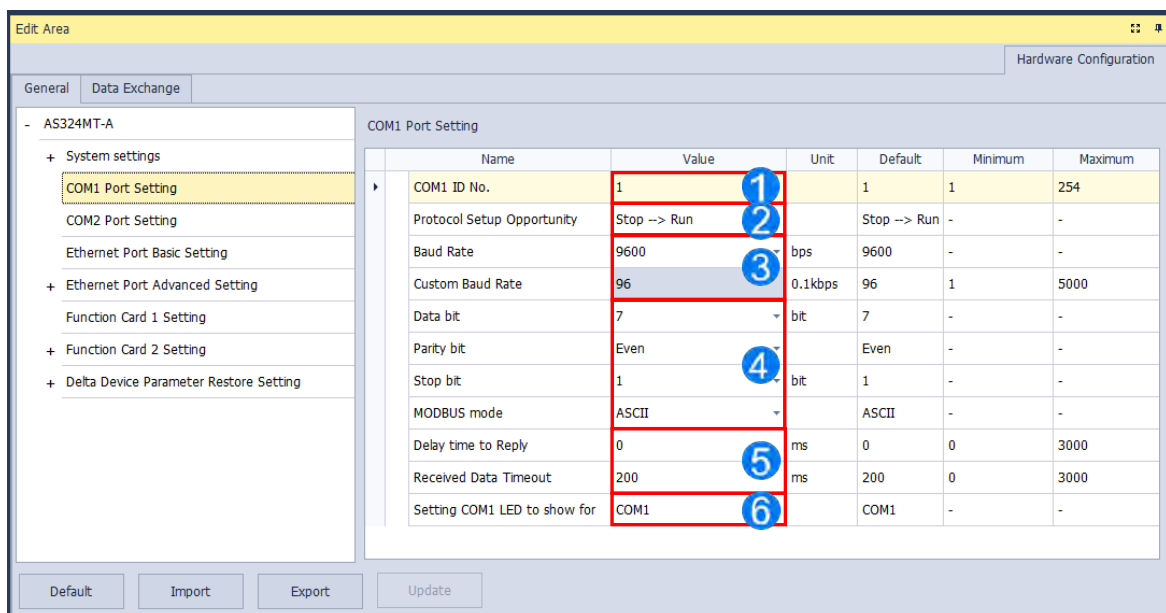 Edit Area
Hardware Configuration
General Data Exchange
- AS324MT-A
+ System settings
COM1 Port Setting
COM2 Port Setting
Ethernet Port Basic Setting
+ Ethernet Port Advanced Setting
Function Card 1 Setting
+ Function Card 2 Setting
+ Delta Device Parameter Restore Setting
COM1 Port Setting
Name Value Unit Default Minimum Maximum
COM1 ID No. 1 1 1 1 254
Protocol Setup Opportunity Stop --> Run 2 Stop --> Run - -
Baud Rate 9600 bps 9600 - -
3
Custom Baud Rate 96 0.1kbps 96 1 5000
Data bit 7 bit 7 - -
Parity bit Even Even - -
4
Stop bit 1 bit 1 - -
MODBUS mode ASCII ASCII - -
Delay time to Reply 0 ms 0 0 3000
5
Received Data Timeout 200 ms 200 0 3000
Setting COM1 LED to show for COM1 6 COM1 - -
Default Import Export Update